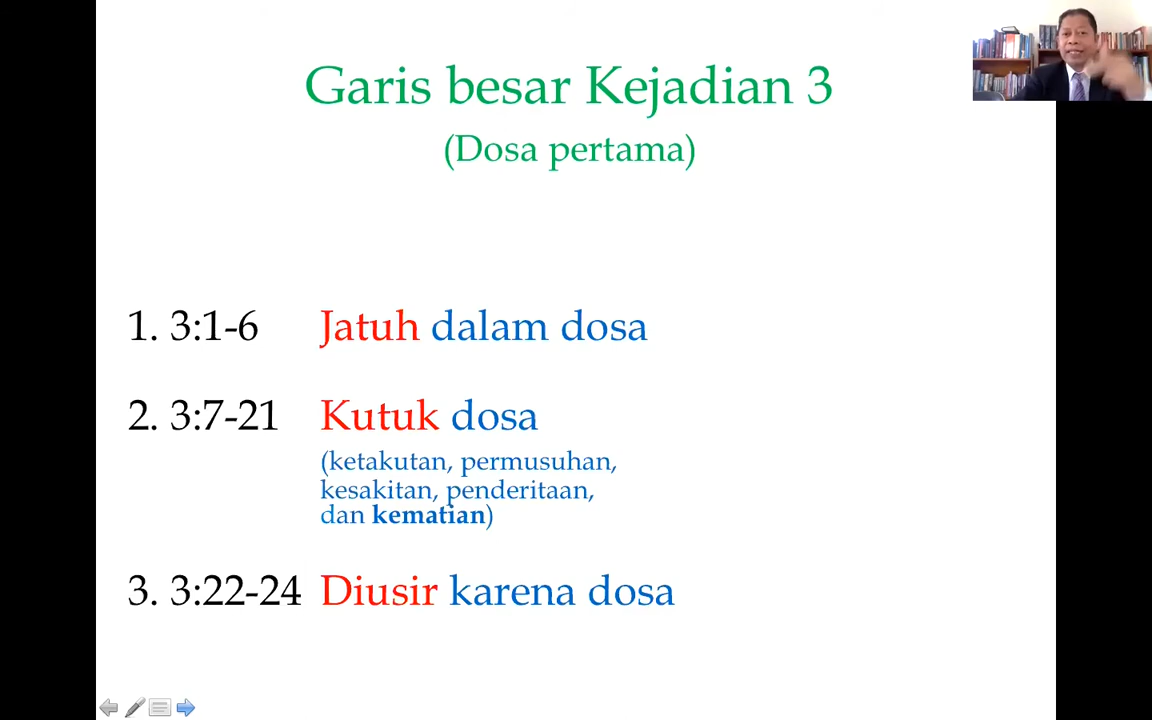 Garis besar Kejadian 3
(Dosa pertama)
1. 3:1-6 Jatuh dalam dosa
2. 3:7-21 Kutuk dosa
(ketakutan, permusuhan,
kesakitan, penderitaan,
dan kematian)
3. 3:22-24 Diusir karena dosa